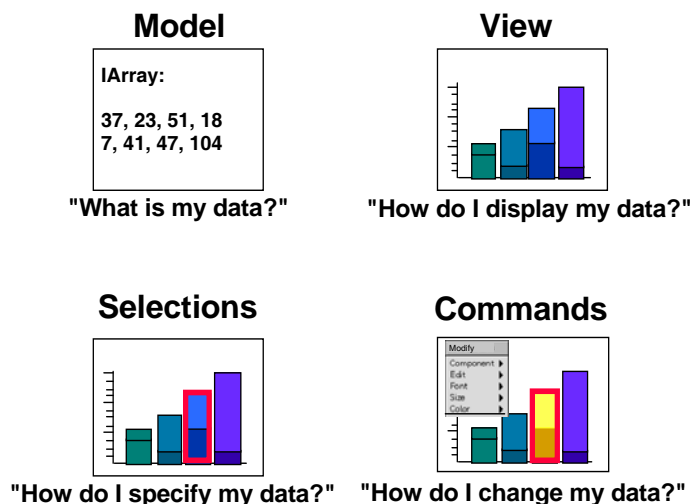 Model
IArray:
37, 23, 51, 18
7, 41, 47, 104
"What is my data?"
View
"How do I display my data?"
Selections
"How do I specify my data?"
Commands
Modify
Component
Edit
Font
Size
Color
"How do I change my data?"